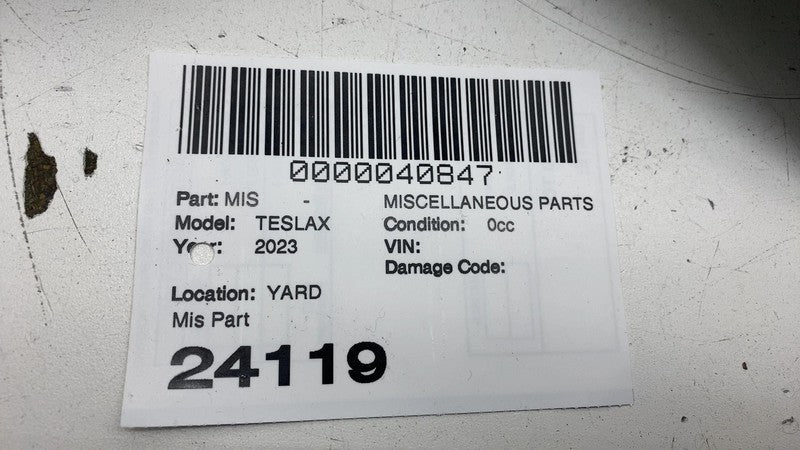 0000040847
Part: MIS - MISCELLANEOUS PARTS
Model: TESLAX Condition: 0cc
Year: 2023 VIN:
Damage Code:
Location: YARD
Mis Part
24119